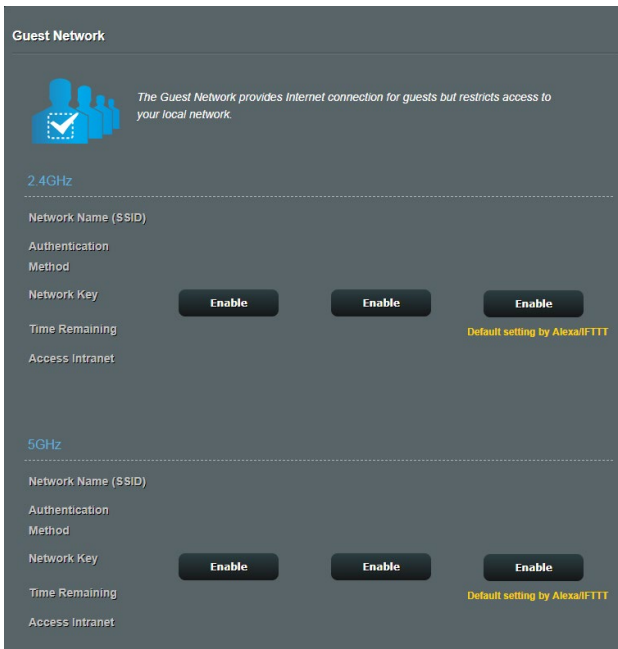 Guest Network
The Guest Network provides Internet connection for guests but restricts access to
your local network.
2.4GHz
Network Name (SSID)
Authentication
Method
Network Key
Enable Enable Enable
Time Remaining
Default setting by Alexa/IFTTT
Access Intranet
5GHz
Network Name (SSID)
Authentication
Method
Network Key
Enable Enable Enable
Time Remaining
Default setting by Alexa/IFTTT
Access Intranet